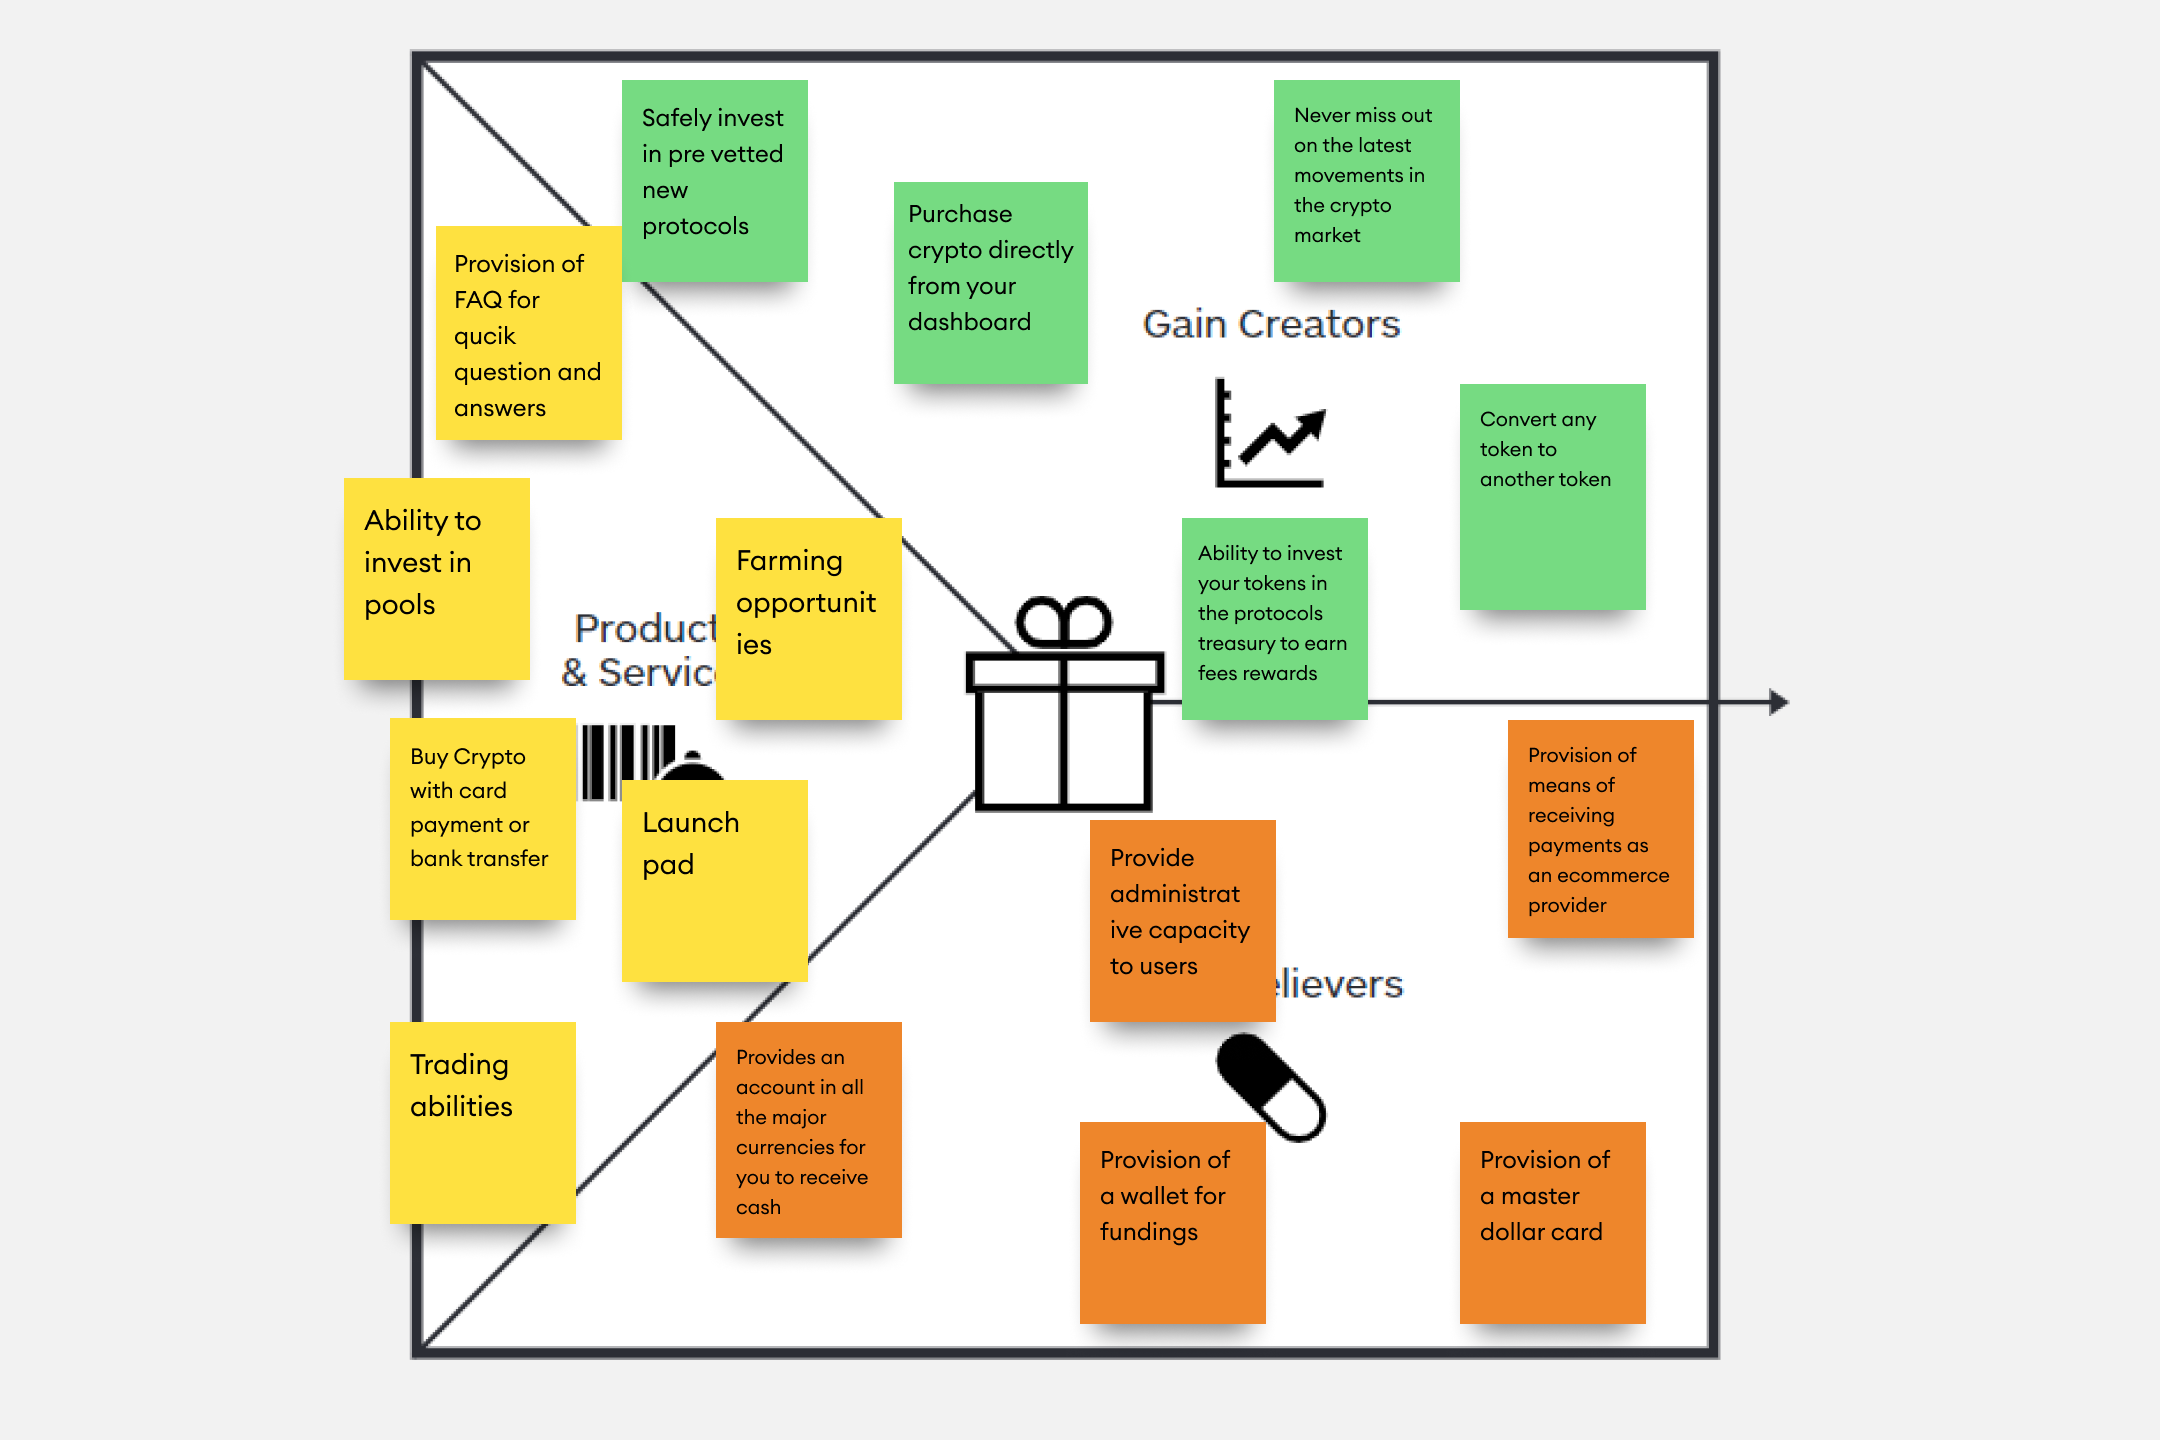 Safely invest
in pre vetted
new
protocols
Never miss out
on the latest
movements in
the crypto
market
Purchase
crypto directly
from your
dashboard
Provision of
FAQ for
qucik
question and
answers
Gain Creators
Convert any
token to
another token
Ability to
invest in
pools
Farming
opportunit
ies
Ability to invest
your tokens in
the protocols
treasury to earn
fees rewards
Product
& Servic
Buy Crypto
with card
payment or
bank transfer
Launch
pad
Provision of
means of
receiving
payments as
an ecommerce
provider
Provide
administrat
ive capacity
to users
elievers
Trading
abilities
Provides an
account in all
the major
currencies for
you to receive
cash
Provision of
a wallet for
fundings
Provision of
a master
dollar card